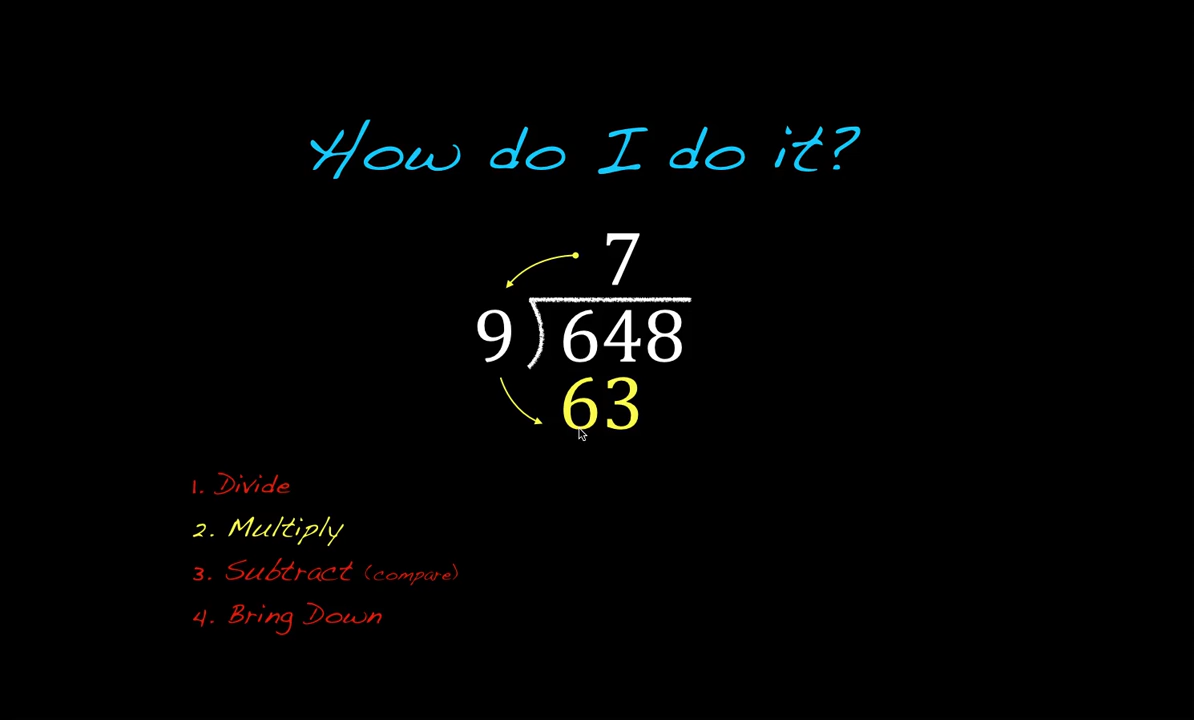 How do I do it?
7
9 648
63
1. Divide
2. Multiply
3. Subtract (compare)
4. Bring Down